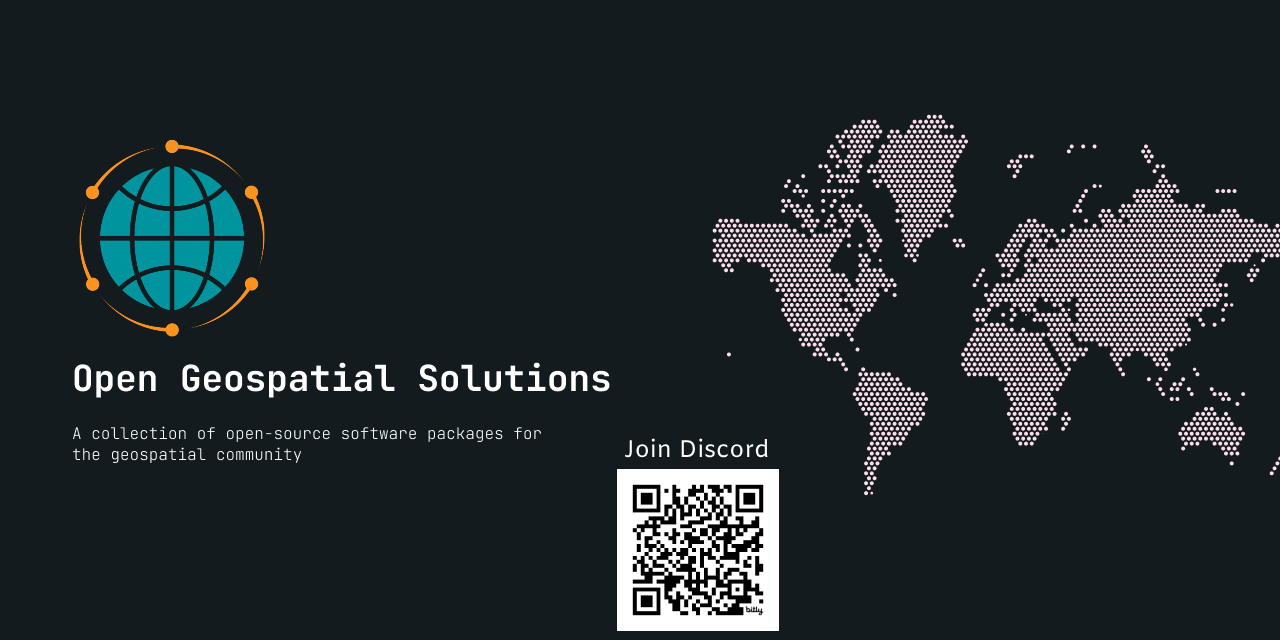 Open Geospatial Solutions
A collection of open-source software packages for
the geospatial community
Join Discord
bitly